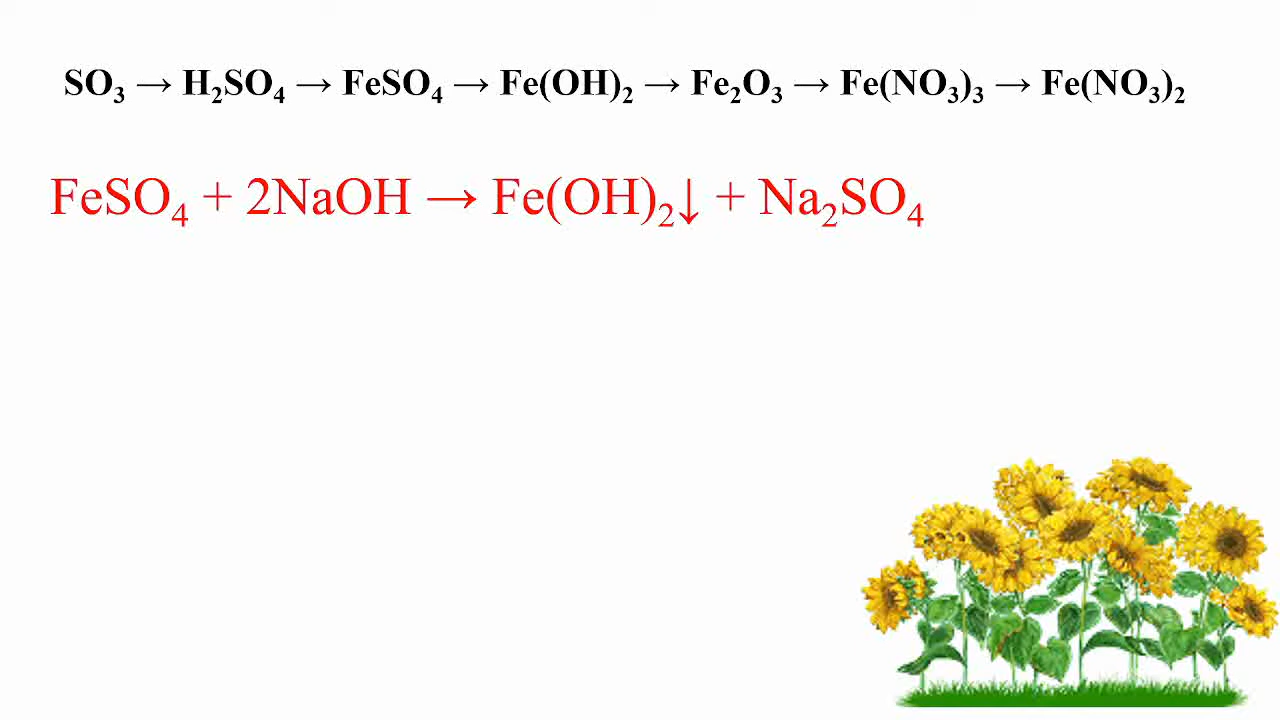 SO₃ → H₂SO₄ → FeSO₄ → Fe(OH)₂ → Fe₂O₃ → Fe(NO₃)₃ → Fe(NO₃)₂
FeSO₄ + 2NaOH → Fe(OH)₂↓ + Na₂SO₄